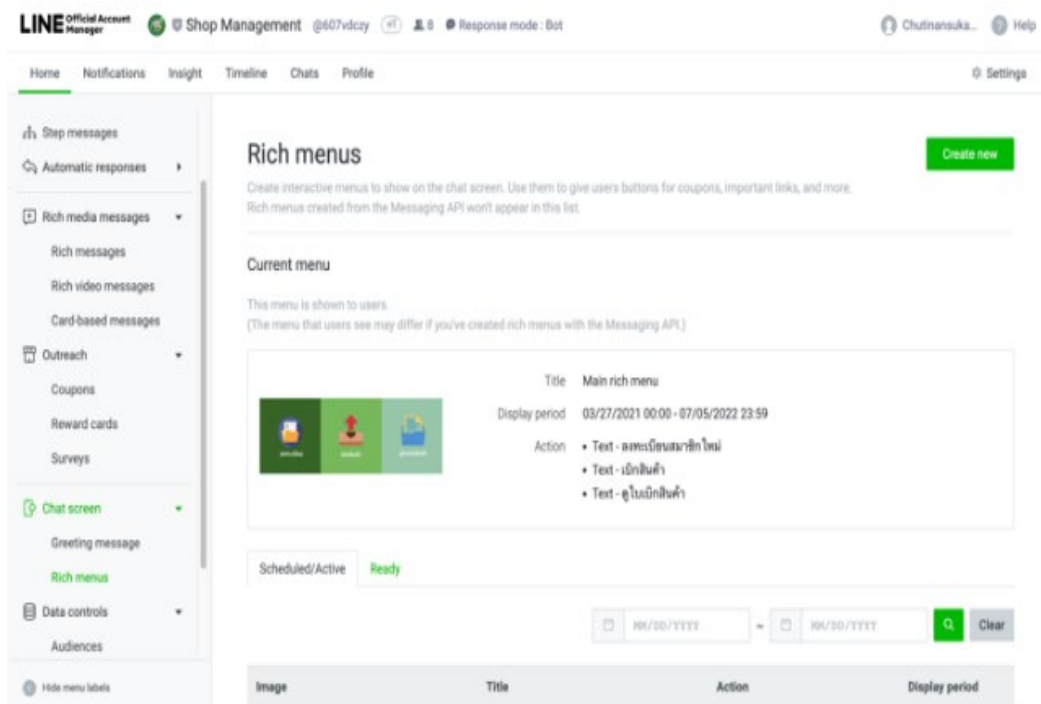 LINE Official Account Manager
Shop Management @607vdczy 8 Response mode : Bot
Chutinansuka... Help
Home Notifications Insight Timeline Chats Profile Settings
Step messages
Automatic responses
Rich media messages
Rich messages
Rich video messages
Card-based messages
Outreach
Coupons
Reward cards
Surveys
Chat screen
Greeting message
Rich menus
Data controls
Audiences
Hide menu labels
Rich menus
Create new
Create interactive menus to show on the chat screen. Use them to give users buttons for coupons, important links, and more.
Rich menus created from the Messaging API won't appear in this list.
Current menu
This menu is shown to users.
(The menu that users see may differ if you've created rich menus with the Messaging API.)
Title Main rich menu
Display period 03/27/2021 00:00 - 07/05/2022 23:59
Action • Text - ลงทะเบียนสมาชิกใหม่
• Text - เบิกสินค้า
• Text - ดูใบเบิกสินค้า
Scheduled/Active Ready
MM/DD/YYYY ~ MM/DD/YYYY Clear
Image Title Action Display period